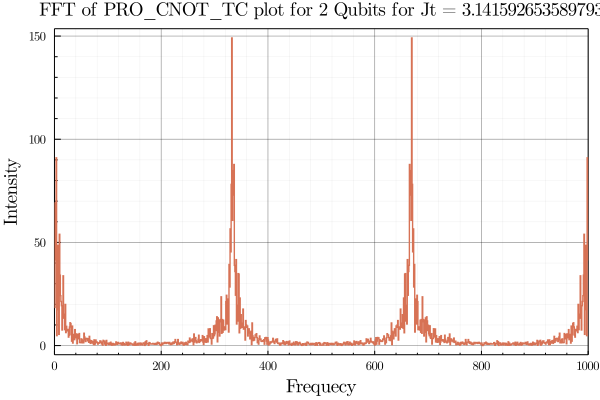 FFT of PRO_CNOT_TC plot for 2 Qubits for Jt = 3.141592653589793
150
100
50
0
Intensity
0 200 400 600 800 1000
Frequecy